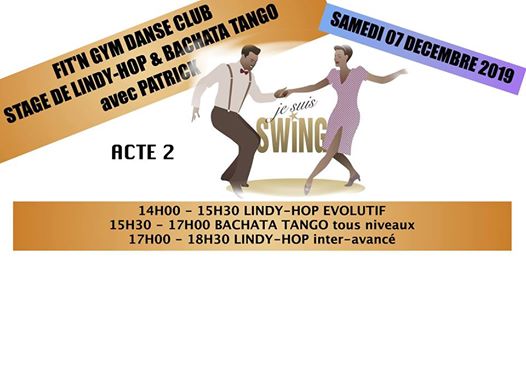 FIT'N GYM DANSE CLUB
STAGE DE LINDY-HOP & BACHATA TANGO
avec PATRICK
SAMEDI 07 DECEMBRE 2019
je suis
SWING
ACTE 2
14H00 - 15H30 LINDY-HOP EVOLUTIF
15H30 - 17H00 BACHATA TANGO tous niveaux
17H00 - 18H30 LINDY-HOP inter-avancé